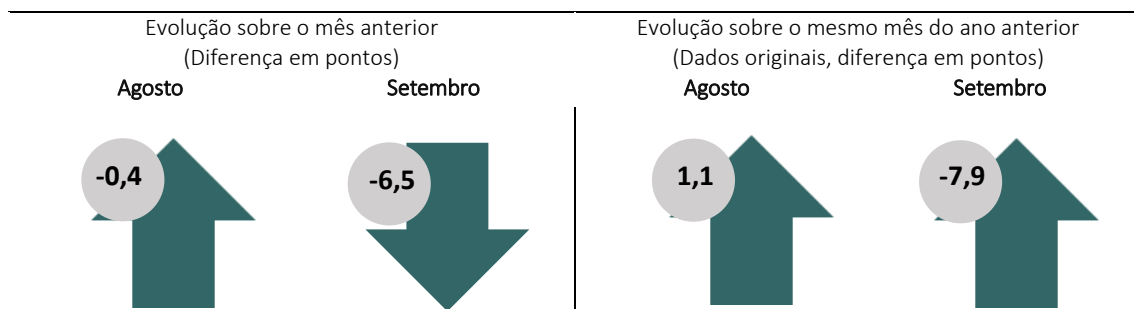 Evolução sobre o mês anterior
(Diferença em pontos)
Agosto
Setembro
-0,4
-6,5
Evolução sobre o mesmo mês do ano anterior
(Dados originais, diferença em pontos)
Agosto
Setembro
1,1
-7,9